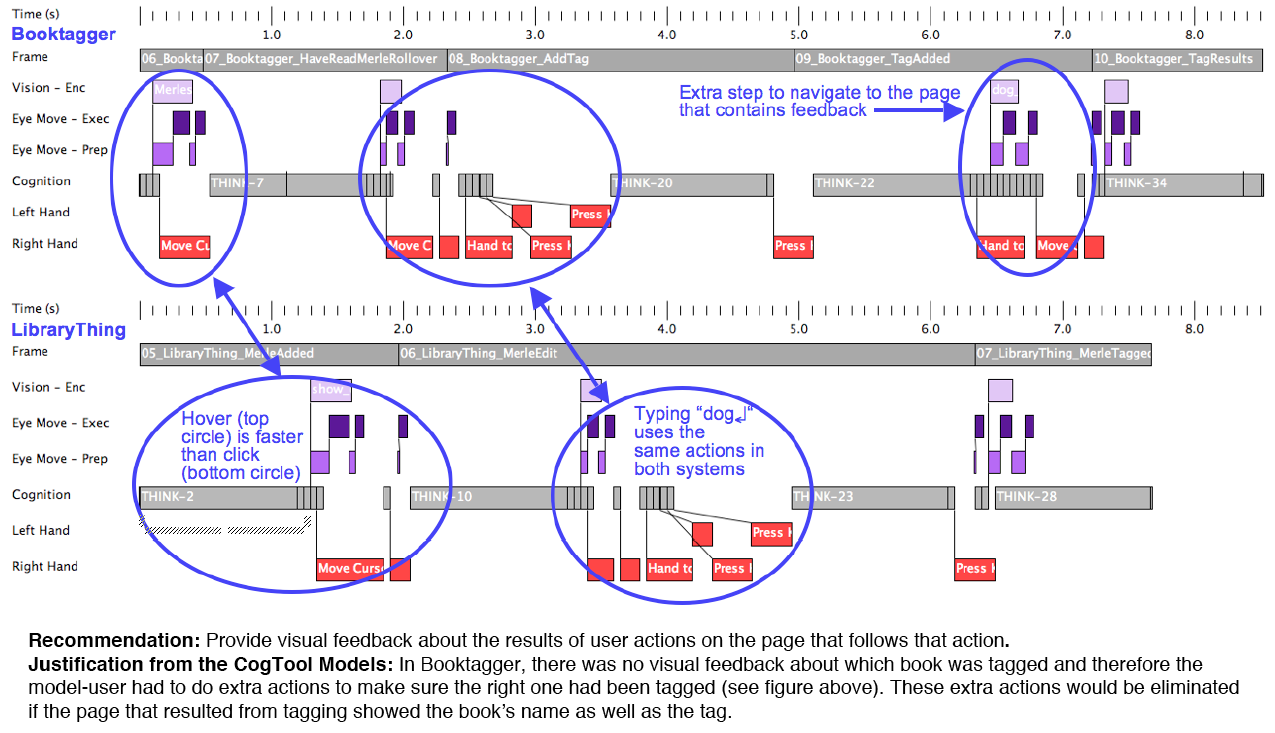 Time (s)
1.0 2.0 3.0 4.0 5.0 6.0 7.0 8.0
Booktagger
Frame 06_Bookta 07_Booktagger_HaveReadMerleRollover 08_Booktagger_AddTag 09_Booktagger_TagAdded 10_Booktagger_TagResults
Vision - Enc Merles dog_
Extra step to navigate to the page
that contains feedback
Eye Move - Exec
Eye Move - Prep
Cognition THINK-7 THINK-20 THINK-22 THINK-34
Left Hand Press
Right Hand Move Cu Move C Hand to Press Press Hand to Move
Time (s)
1.0 2.0 3.0 4.0 5.0 6.0 7.0 8.0
LibraryThing
Frame 05_LibraryThing_MerleAdded 06_LibraryThing_MerleEdit 07_LibraryThing_MerleTagged
Vision - Enc show_
Hover (top
circle) is faster
than click
(bottom circle)
Typing “dog↲“
uses the
same actions in
both systems
Eye Move - Exec
Eye Move - Prep
Cognition THINK-2 THINK-10 THINK-23 THINK-28
Left Hand Press
Right Hand Move Curs Hand to Press Press
Recommendation: Provide visual feedback about the results of user actions on the page that follows that action.
Justification from the CogTool Models: In Booktagger, there was no visual feedback about which book was tagged and therefore the
model-user had to do extra actions to make sure the right one had been tagged (see figure above). These extra actions would be eliminated
if the page that resulted from tagging showed the book’s name as well as the tag.